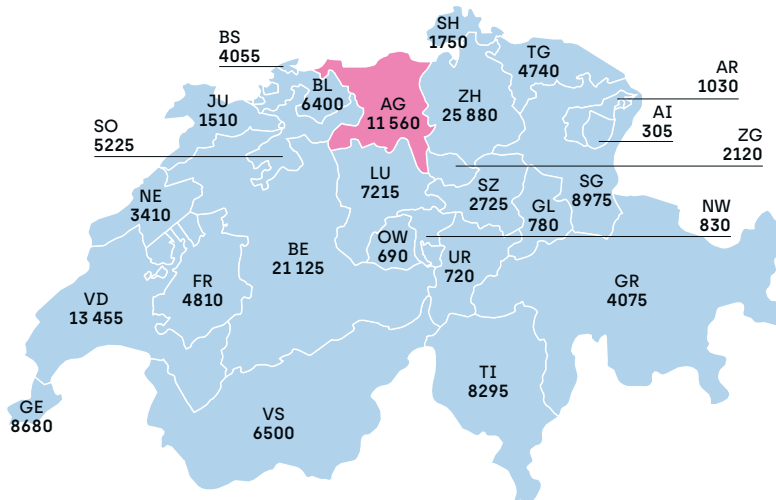 SH
1750
BS
4055
TG
4740
AR
1030
BL
6400
AG
11 560
ZH
25 880
JU
1510
AI
305
SO
5225
ZG
2120
LU
7215
SZ
2725
SG
8975
NE
3410
GL
780
NW
830
OW
690
BE
21 125
UR
720
FR
4810
GR
4075
VD
13 455
TI
8295
GE
8680
VS
6500